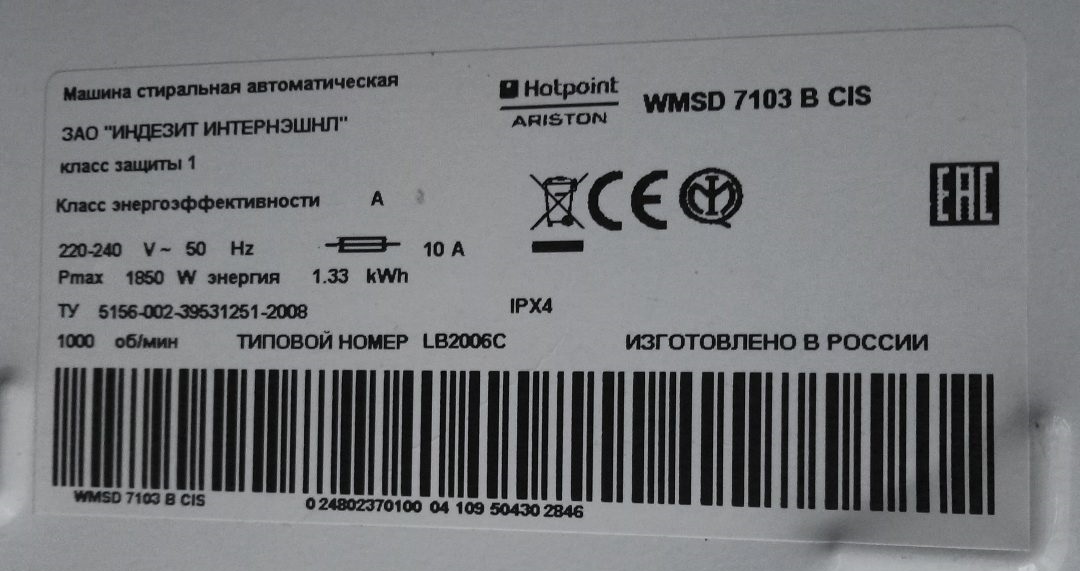 Машина стиральная автоматическая
Hotpoint
ARISTON
WMSD 7103 B CIS
ЗАО "ИНДЕЗИТ ИНТЕРНЭШНЛ"
класс защиты 1
Класс энергоэффективности A
CE
EAC
220-240 V~ 50 Hz 10 A
Pmax 1850 W энергия 1.33 kWh
ТУ 5156-002-39531251-2008
IPX4
1000 об/мин ТИПОВОЙ НОМЕР LB2006C ИЗГОТОВЛЕНО В РОССИИ
WMSD 7103 B CIS
0 24802370100 04 109 50430 2846